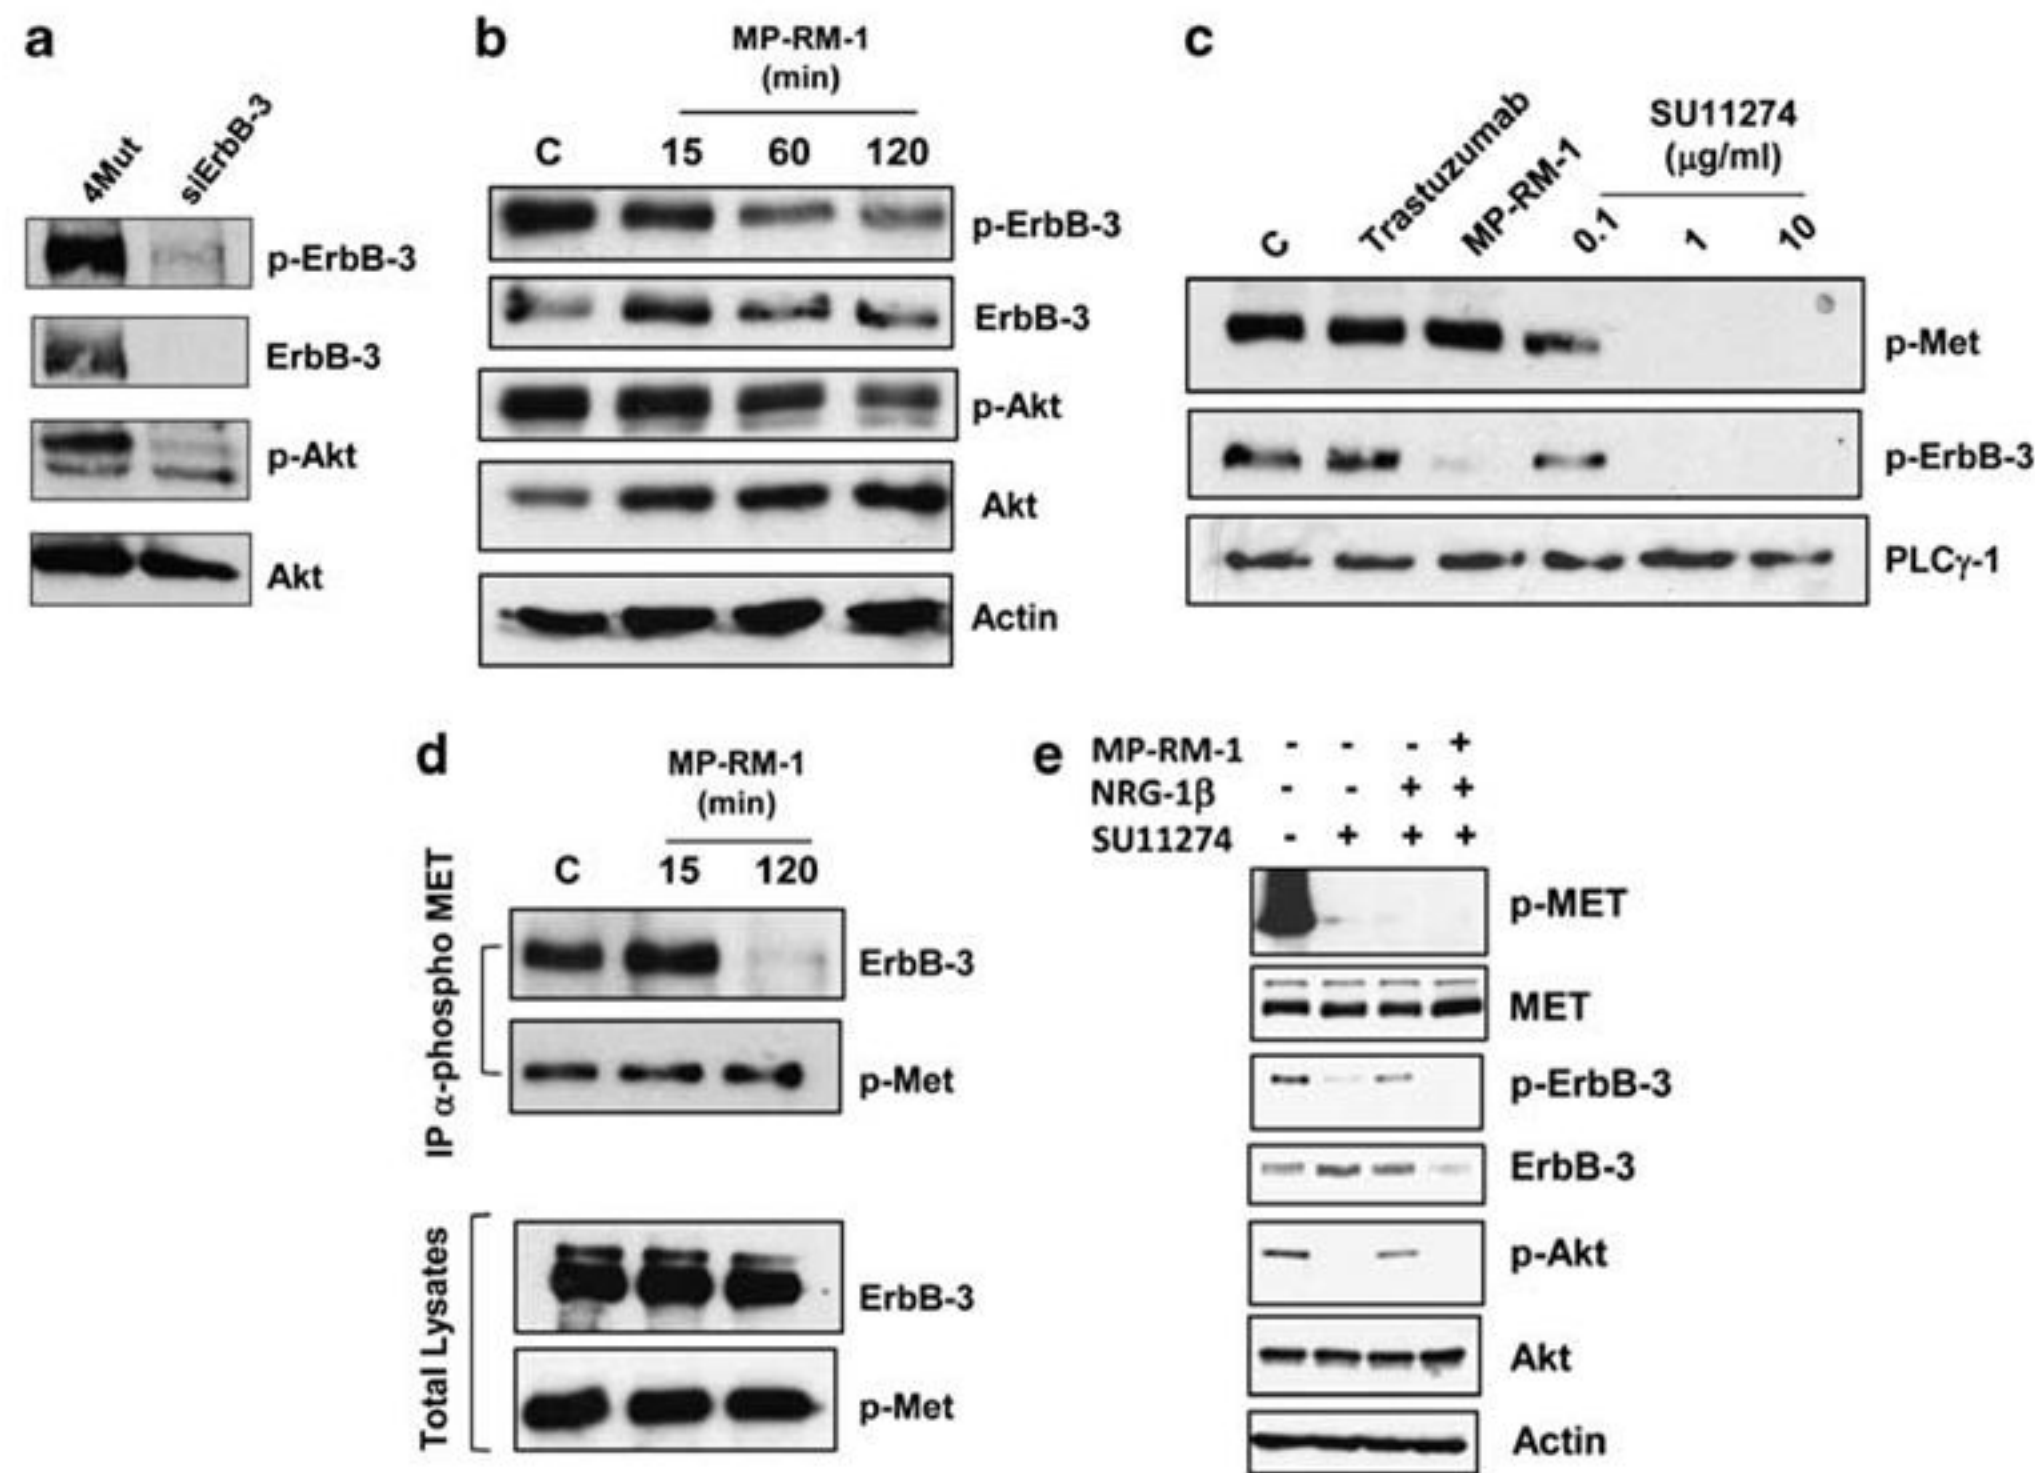 a
4Mut
siErbB-3
p-ErbB-3
ErbB-3
p-Akt
Akt
b
MP-RM-1
(min)
C 15 60 120
p-ErbB-3
ErbB-3
p-Akt
Akt
Actin
c
SU11274
(μg/ml)
C Trastuzumab MP-RM-1 0.1 1 10
p-Met
p-ErbB-3
PLCγ-1
d
MP-RM-1
(min)
C 15 120
IP α-phospho MET
ErbB-3
p-Met
Total Lysates
ErbB-3
p-Met
e
MP-RM-1 - - - +
NRG-1β - - + +
SU11274 - + + +
p-MET
MET
p-ErbB-3
ErbB-3
p-Akt
Akt
Actin